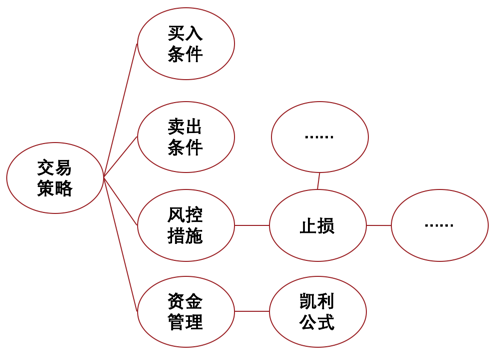 买入
条件
卖出
条件
……
交易
策略
风控
措施
止损
……
资金
管理
凯利
公式